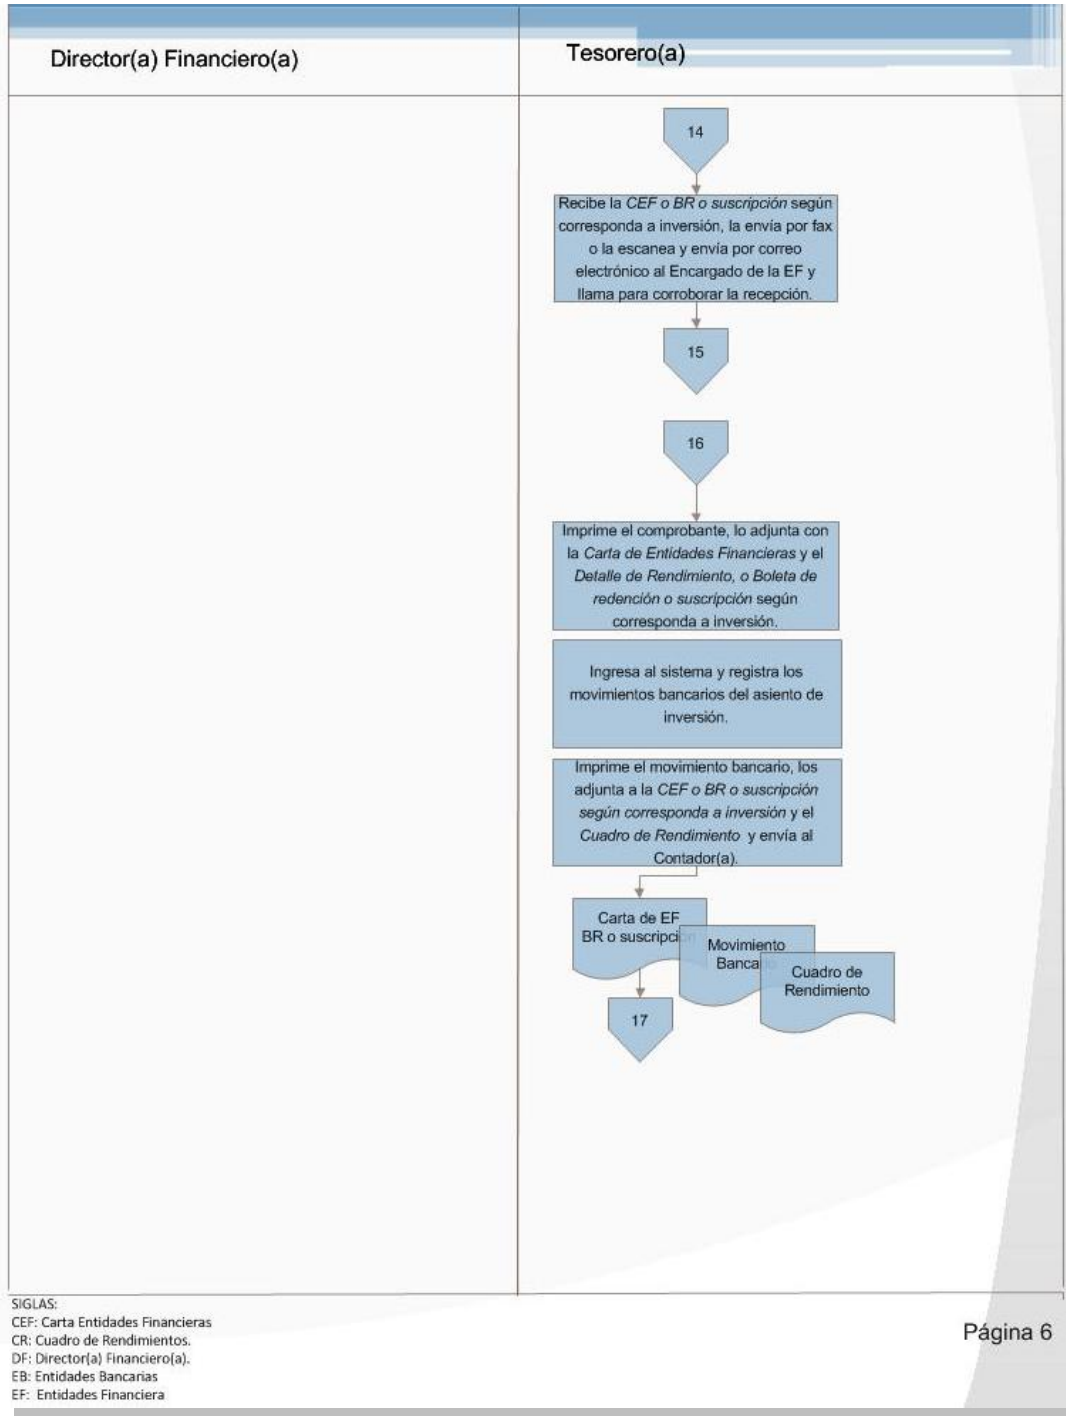 Director(a) Financiero(a)
Tesorero(a)
14
Recibe la CEF o BR o suscripción según
corresponda a inversión, la envía por fax
o la escanea y envía por correo
electrónico al Encargado de la EF y
llama para corroborar la recepción.
15
16
Imprime el comprobante, lo adjunta con
la Carta de Entidades Financieras y el
Detalle de Rendimiento, o Boleta de
redención o suscripción según
corresponda a inversión.
Ingresa al sistema y registra los
movimientos bancarios del asiento de
inversión.
Imprime el movimiento bancario, los
adjunta a la CEF o BR o suscripción
según corresponda a inversión y el
Cuadro de Rendimiento y envía al
Contador(a).
Carta de EF
BR o suscripción
Movimiento
Bancario
Cuadro de
Rendimiento
17
SIGLAS:
CEF: Carta Entidades Financieras
CR: Cuadro de Rendimientos.
DF: Director(a) Financiero(a).
EB: Entidades Bancarias
EF: Entidades Financiera
Página 6